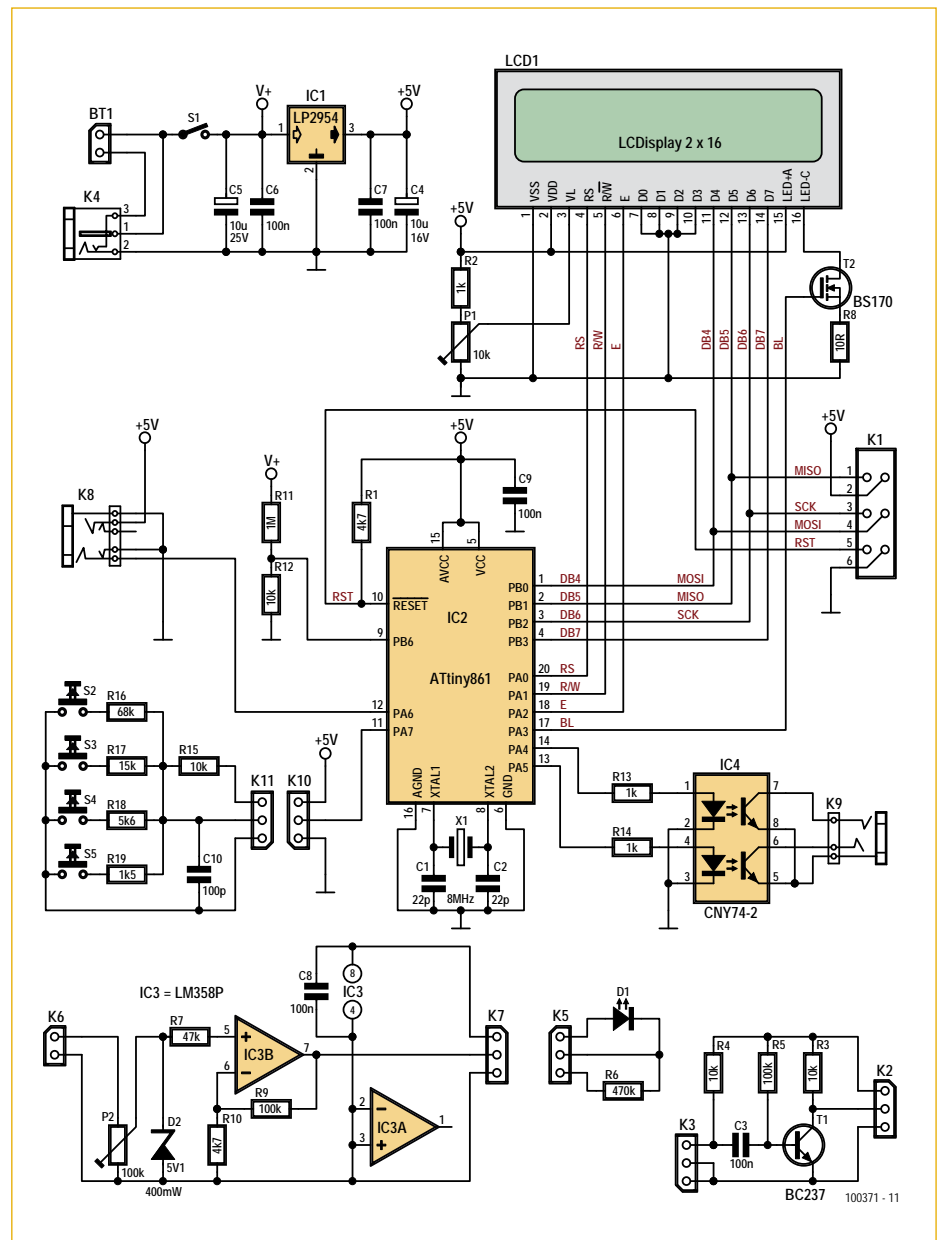 LCD1
LCDisplay 2 x 16
VSS VDD VL RS R/W E D0 D1 D2 D3 D4 D5 D6 D7 LED+A LED-C
1 2 3 4 5 6 7 8 9 10 11 12 13 14 15 16
BT1
S1
V+
IC1
LP2954
+5V
1
3
2
K4
3
1
2
C5
10u
25V
C6
100n
C7
100n
C4
10u
16V
+5V
R2
1k
P1
10k
RS
R/W
E
DB4
DB5
DB6
DB7
BL
T2
BS170
R8
10R
+5V
K8
V+
R11
1M
R12
10k
R1
4k7
+5V
C9
100n
+5V
K1
MISO 1
2
SCK 3
MOSI 4
RST 5
6
15
AVCC
5
VCC
RST 10 RESET
9 PB6
12 PA6
11 PA7
IC2
ATtiny861
PB0 1 DB4 MOSI
PB1 2 DB5 MISO
PB2 3 DB6 SCK
PB3 4 DB7
PA0 20 RS
PA1 19 R/W
PA2 18 E
PA3 17 BL
PA4 14
PA5 13
AGND XTAL1 XTAL2 GND
16 7 8 6
X1
8MHz
C1
22p
C2
22p
S2
R16
68k
S3
R17
15k
R15
10k
S4
R18
5k6
S5
R19
1k5
C10
100p
K11
K10
+5V
R13
1k
R14
1k
IC4
1
2
4
3
7
8
6
5
CNY74-2
K9
IC3 = LM358P
K6
P2
100k
R7
47k
D2
5V1
400mW
5
6
7
IC3B
R9
100k
R10
4k7
C8
100n
8
IC3
4
2
3
1
IC3A
K7
K5
D1
R6
470k
R4
10k
R5
100k
R3
10k
K2
K3
C3
100n
T1
BC237
100371 - 11